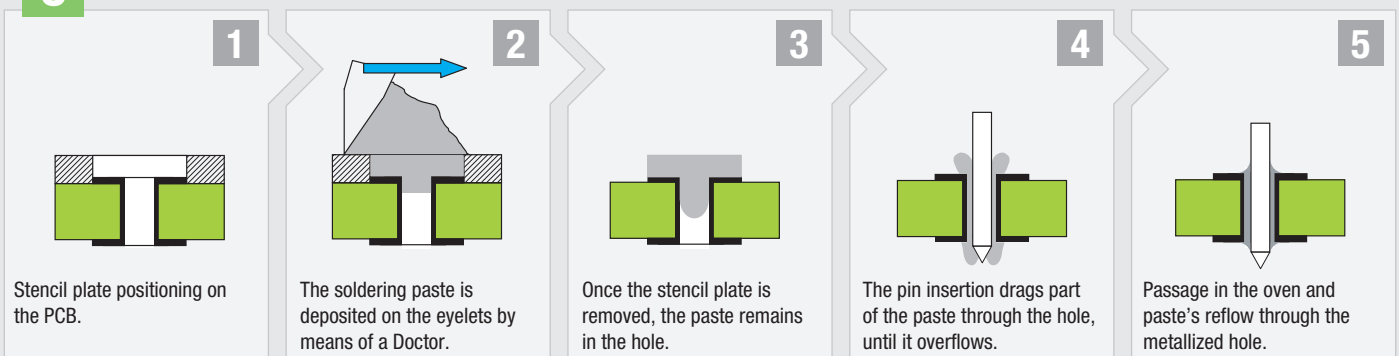 1
Stencil plate positioning on
the PCB.
2
The soldering paste is
deposited on the eyelets by
means of a Doctor.
3
Once the stencil plate is
removed, the paste remains
in the hole.
4
The pin insertion drags part
of the paste through the hole,
until it overflows.
5
Passage in the oven and
paste's reflow through the
metallized hole.